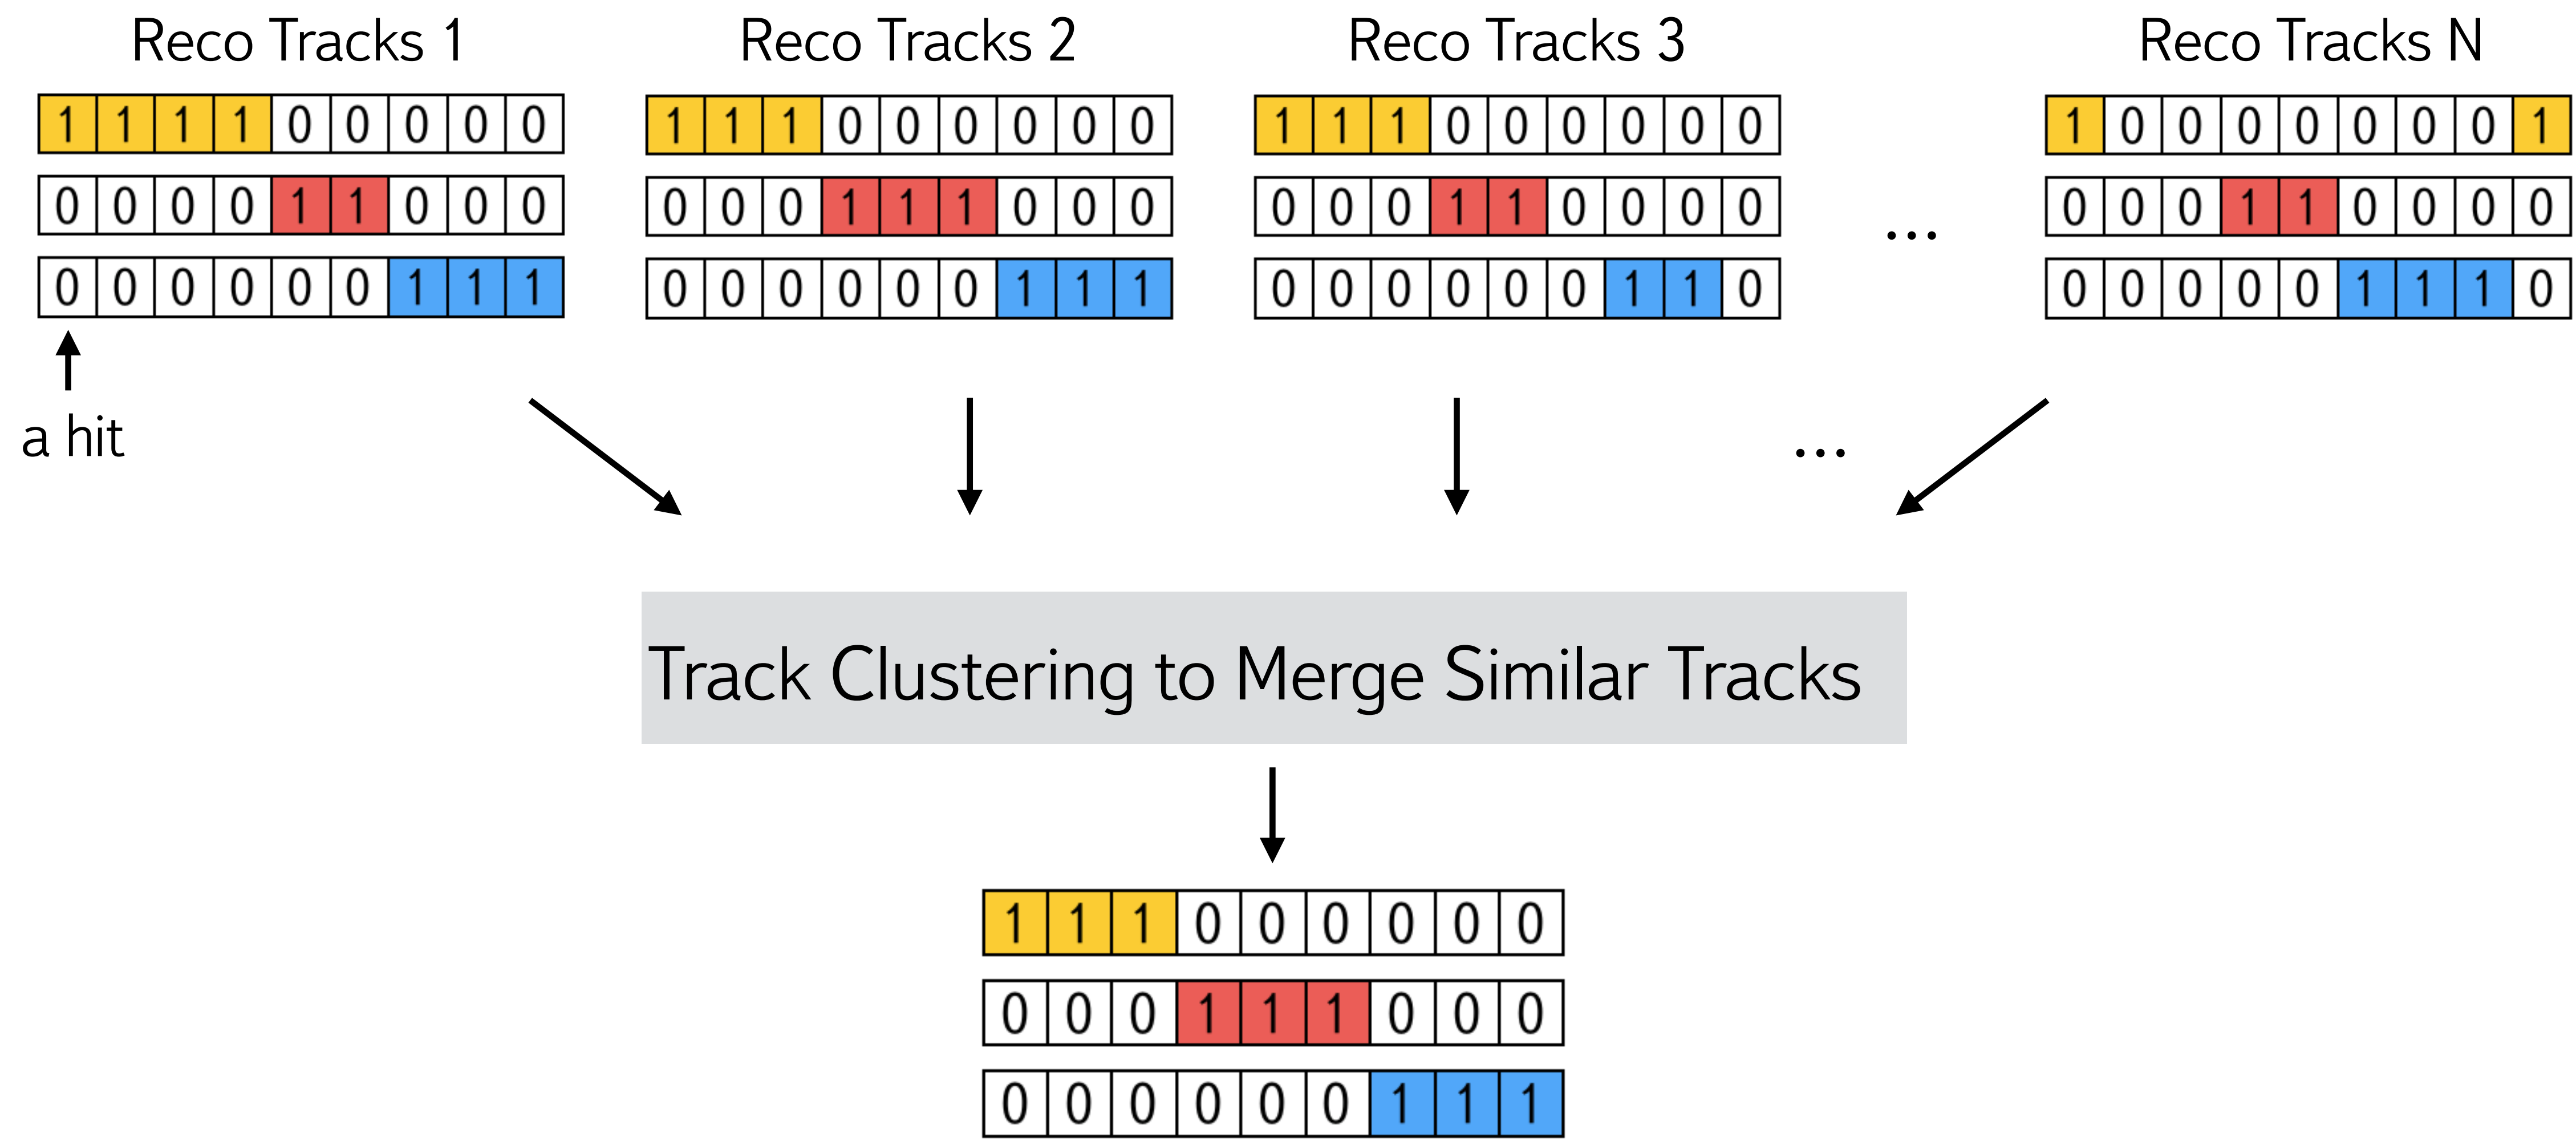 Reco Tracks 1 Reco Tracks 2 Reco Tracks 3 Reco Tracks N
1 1 1 1 0 0 0 0 0 1 1 1 0 0 0 0 0 0 1 1 1 0 0 0 0 0 0 1 0 0 0 0 0 0 0 1
0 0 0 0 1 1 0 0 0 0 0 0 1 1 1 0 0 0 0 0 0 1 1 0 0 0 0 ... 0 0 0 1 1 0 0 0 0
0 0 0 0 0 0 1 1 1 0 0 0 0 0 0 1 1 1 0 0 0 0 0 0 1 1 0 0 0 0 0 0 1 1 1 0
a hit ...
Track Clustering to Merge Similar Tracks
1 1 1 0 0 0 0 0 0
0 0 0 1 1 1 0 0 0
0 0 0 0 0 0 1 1 1